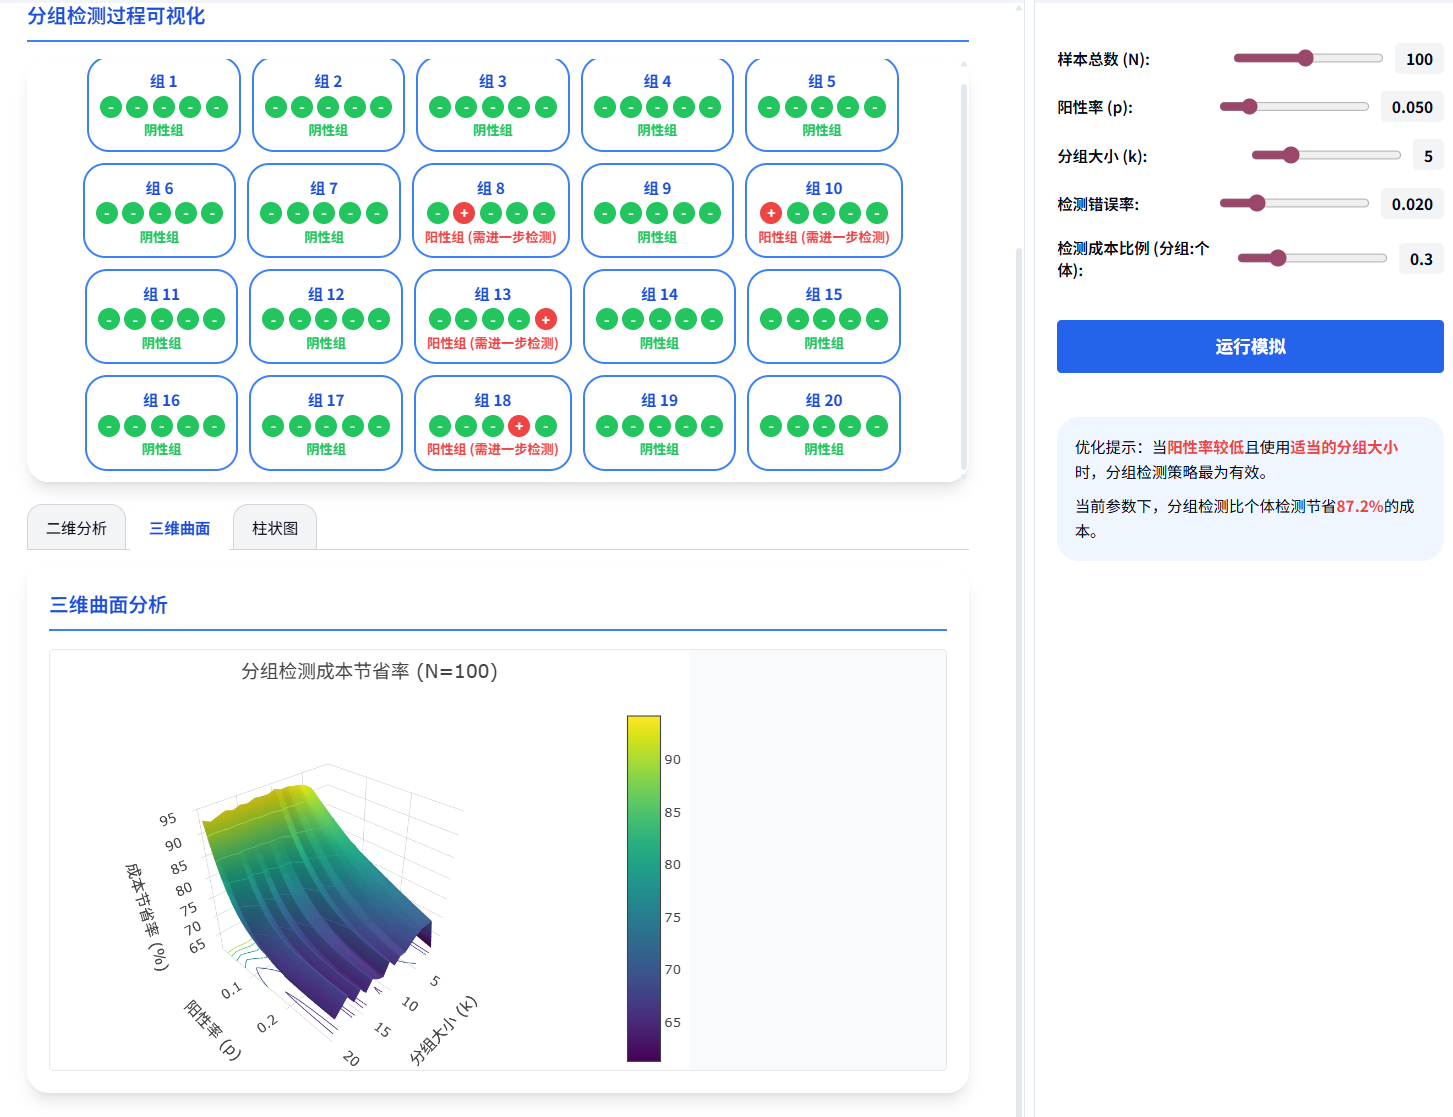 分组检测过程可视化
组 1 组 2 组 3 组 4 组 5
- - - - - - - - - - - - - - - - - - - - - - - - -
阴性组 阴性组 阴性组 阴性组 阴性组
组 6 组 7 组 8 组 9 组 10
- - - - - - - - - - - + - - - - - - - - + - - - -
阴性组 阴性组 阳性组 (需进一步检测) 阴性组 阳性组 (需进一步检测)
组 11 组 12 组 13 组 14 组 15
- - - - - - - - - - - - - - + - - - - - - - - - -
阴性组 阴性组 阳性组 (需进一步检测) 阴性组 阴性组
组 16 组 17 组 18 组 19 组 20
- - - - - - - - - - - - - + - - - - - - - - - - -
阴性组 阴性组 阳性组 (需进一步检测) 阴性组 阴性组
二维分析 三维曲面 柱状图
三维曲面分析
分组检测成本节省率 (N=100)
95
90
85
80
75
70
65
成本节省率 (%)
0.1
0.2
阳性率 (p)
5
10
15
20
分组大小 (k)
90
85
80
75
70
65
样本总数 (N): 100
阳性率 (p): 0.050
分组大小 (k): 5
检测错误率: 0.020
检测成本比例 (分组:个
体): 0.3
运行模拟
优化提示：当阳性率较低且使用适当的分组大小
时，分组检测策略最为有效。
当前参数下，分组检测比个体检测节省87.2%的成
本。